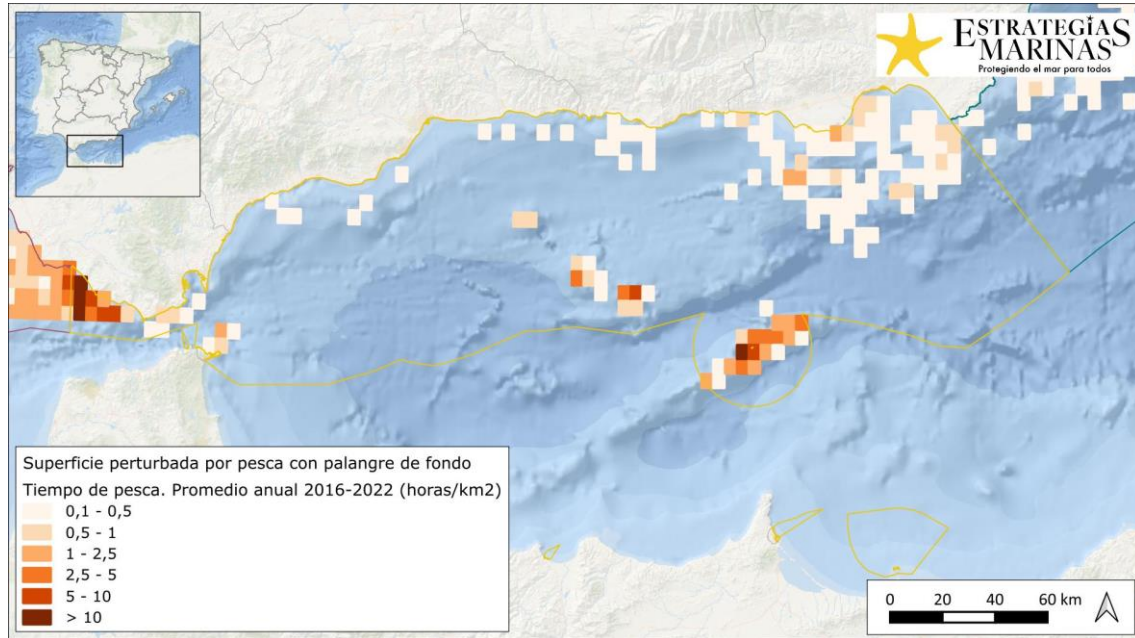 ESTRATEGIAS
MARINAS
Protegiendo el mar para todos
Superficie perturbada por pesca con palangre de fondo
Tiempo de pesca. Promedio anual 2016-2022 (horas/km2)
0,1 - 0,5
0,5 - 1
1 - 2,5
2,5 - 5
5 - 10
> 10
0 20 40 60 km